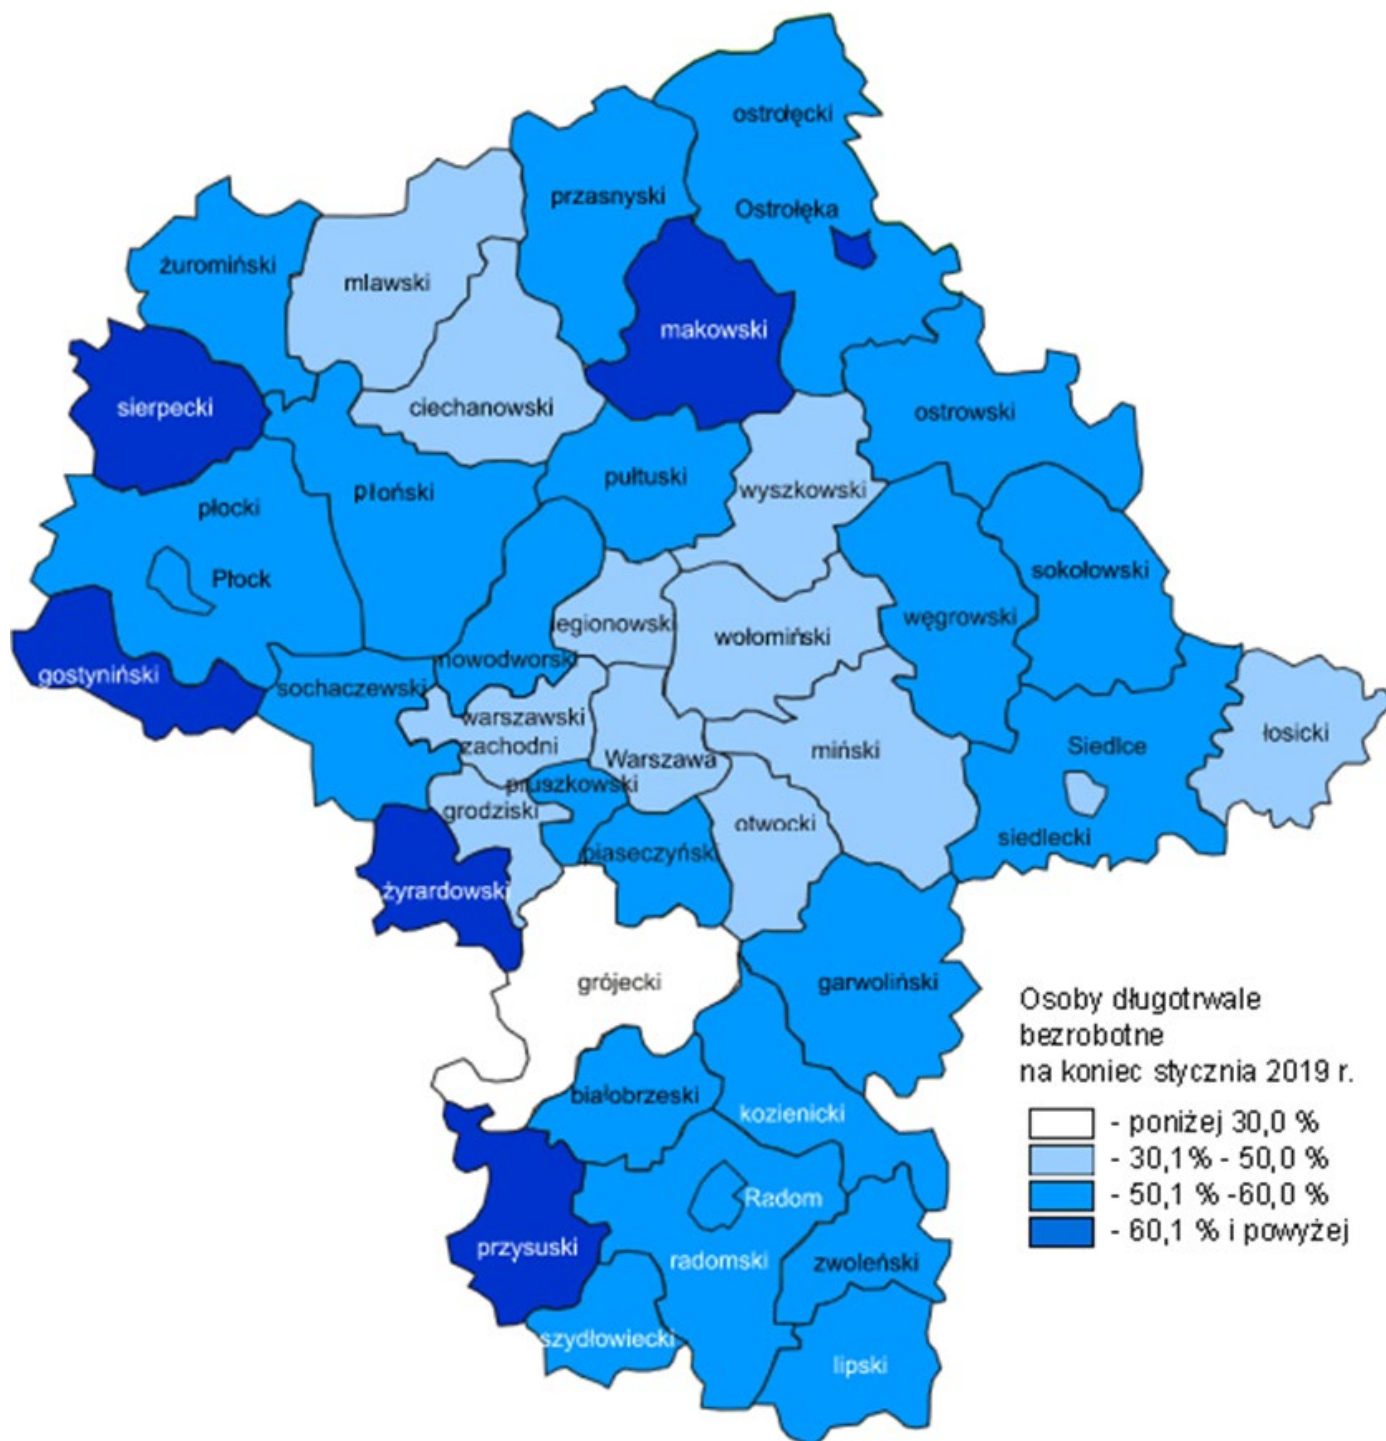 ostrołęcki
przasnyski
Ostrołęka
żuromiński
mlawski
makowski
sierpecki
ciechanowski
ostrowski
pułtuski
wyszkowski
płoński
płocki
Płock
sokołowski
węgrowski
legionowski
wołomiński
nowodworski
gostyniński
sochaczewski
warszawski
zachodni
Warszawa
miński
Siedlce
łosicki
pruszkowski
grodziski
otwocki
siedlecki
piaseczyński
żyrardowski
grójecki
garwoliński
Osoby długotrwale
bezrobotne
na koniec stycznia 2019 r.
- poniżej 30,0 %
- 30,1% - 50,0 %
- 50,1 % -60,0 %
- 60,1 % i powyżej
białobrzeski
kozienicki
Radom
przysuski
radomski
zwoleński
szydłowiecki
lipski